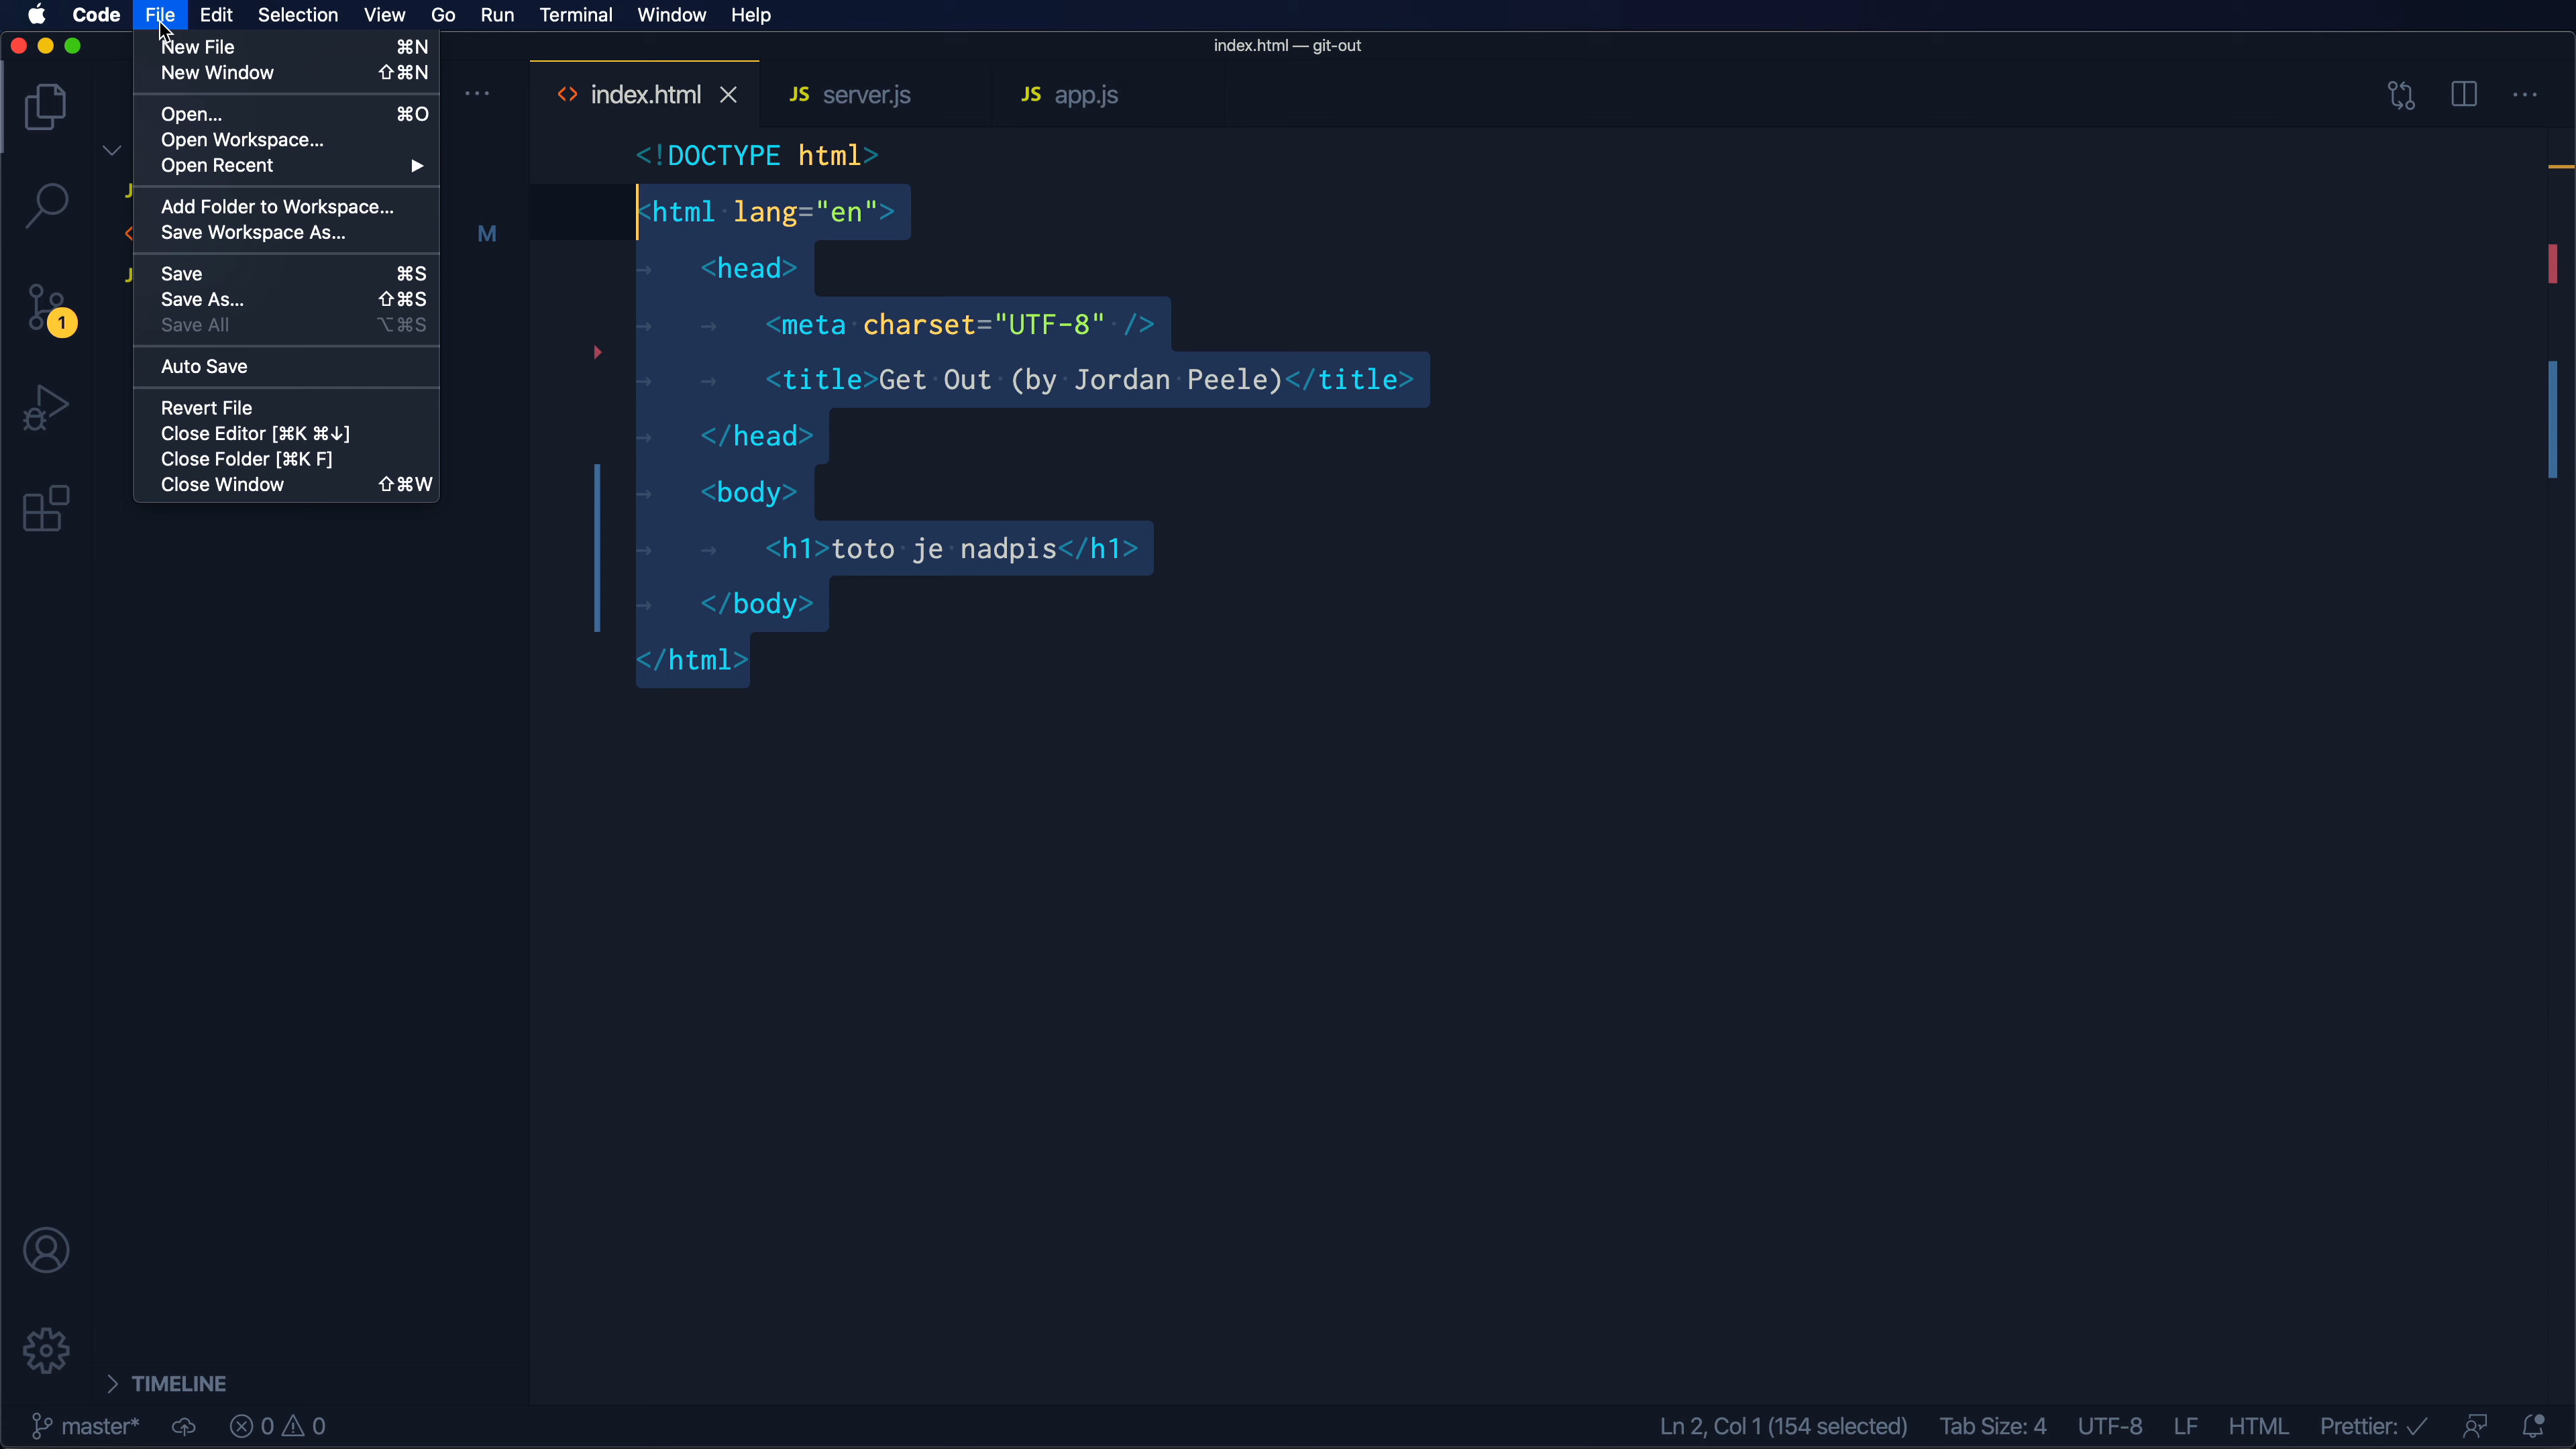 Code File Edit Selection View Go Run Terminal Window Help
index.html — git-out
New File ⌘N
New Window ⇧⌘N
Open... ⌘O
Open Workspace...
Open Recent ▶
Add Folder to Workspace...
Save Workspace As...
Save ⌘S
Save As... ⇧⌘S
Save All ⌥⌘S
Auto Save
Revert File
Close Editor [⌘K ⌘↓]
Close Folder [⌘K F]
Close Window ⇧⌘W
M
1
<> index.html JS server.js JS app.js
<!DOCTYPE html>
<html lang="en">
<head>
<meta charset="UTF-8" />
<title>Get Out (by Jordan Peele)</title>
</head>
<body>
<h1>toto je nadpis</h1>
</body>
</html>
TIMELINE
master* 0 0 Ln 2, Col 1 (154 selected) Tab Size: 4 UTF-8 LF HTML Prettier: ✓